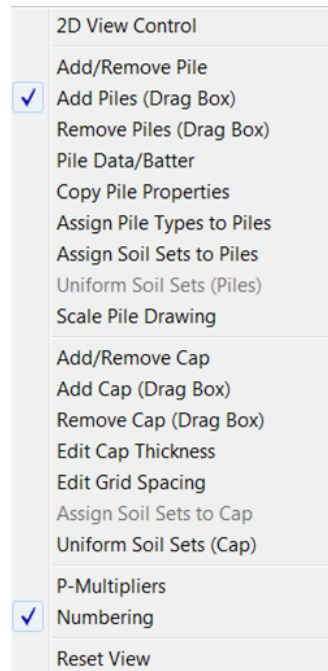 2D View Control
Add/Remove Pile
Add Piles (Drag Box)
Remove Piles (Drag Box)
Pile Data/Batter
Copy Pile Properties
Assign Pile Types to Piles
Assign Soil Sets to Piles
Uniform Soil Sets (Piles)
Scale Pile Drawing
Add/Remove Cap
Add Cap (Drag Box)
Remove Cap (Drag Box)
Edit Cap Thickness
Edit Grid Spacing
Assign Soil Sets to Cap
Uniform Soil Sets (Cap)
P-Multipliers
Numbering
Reset View